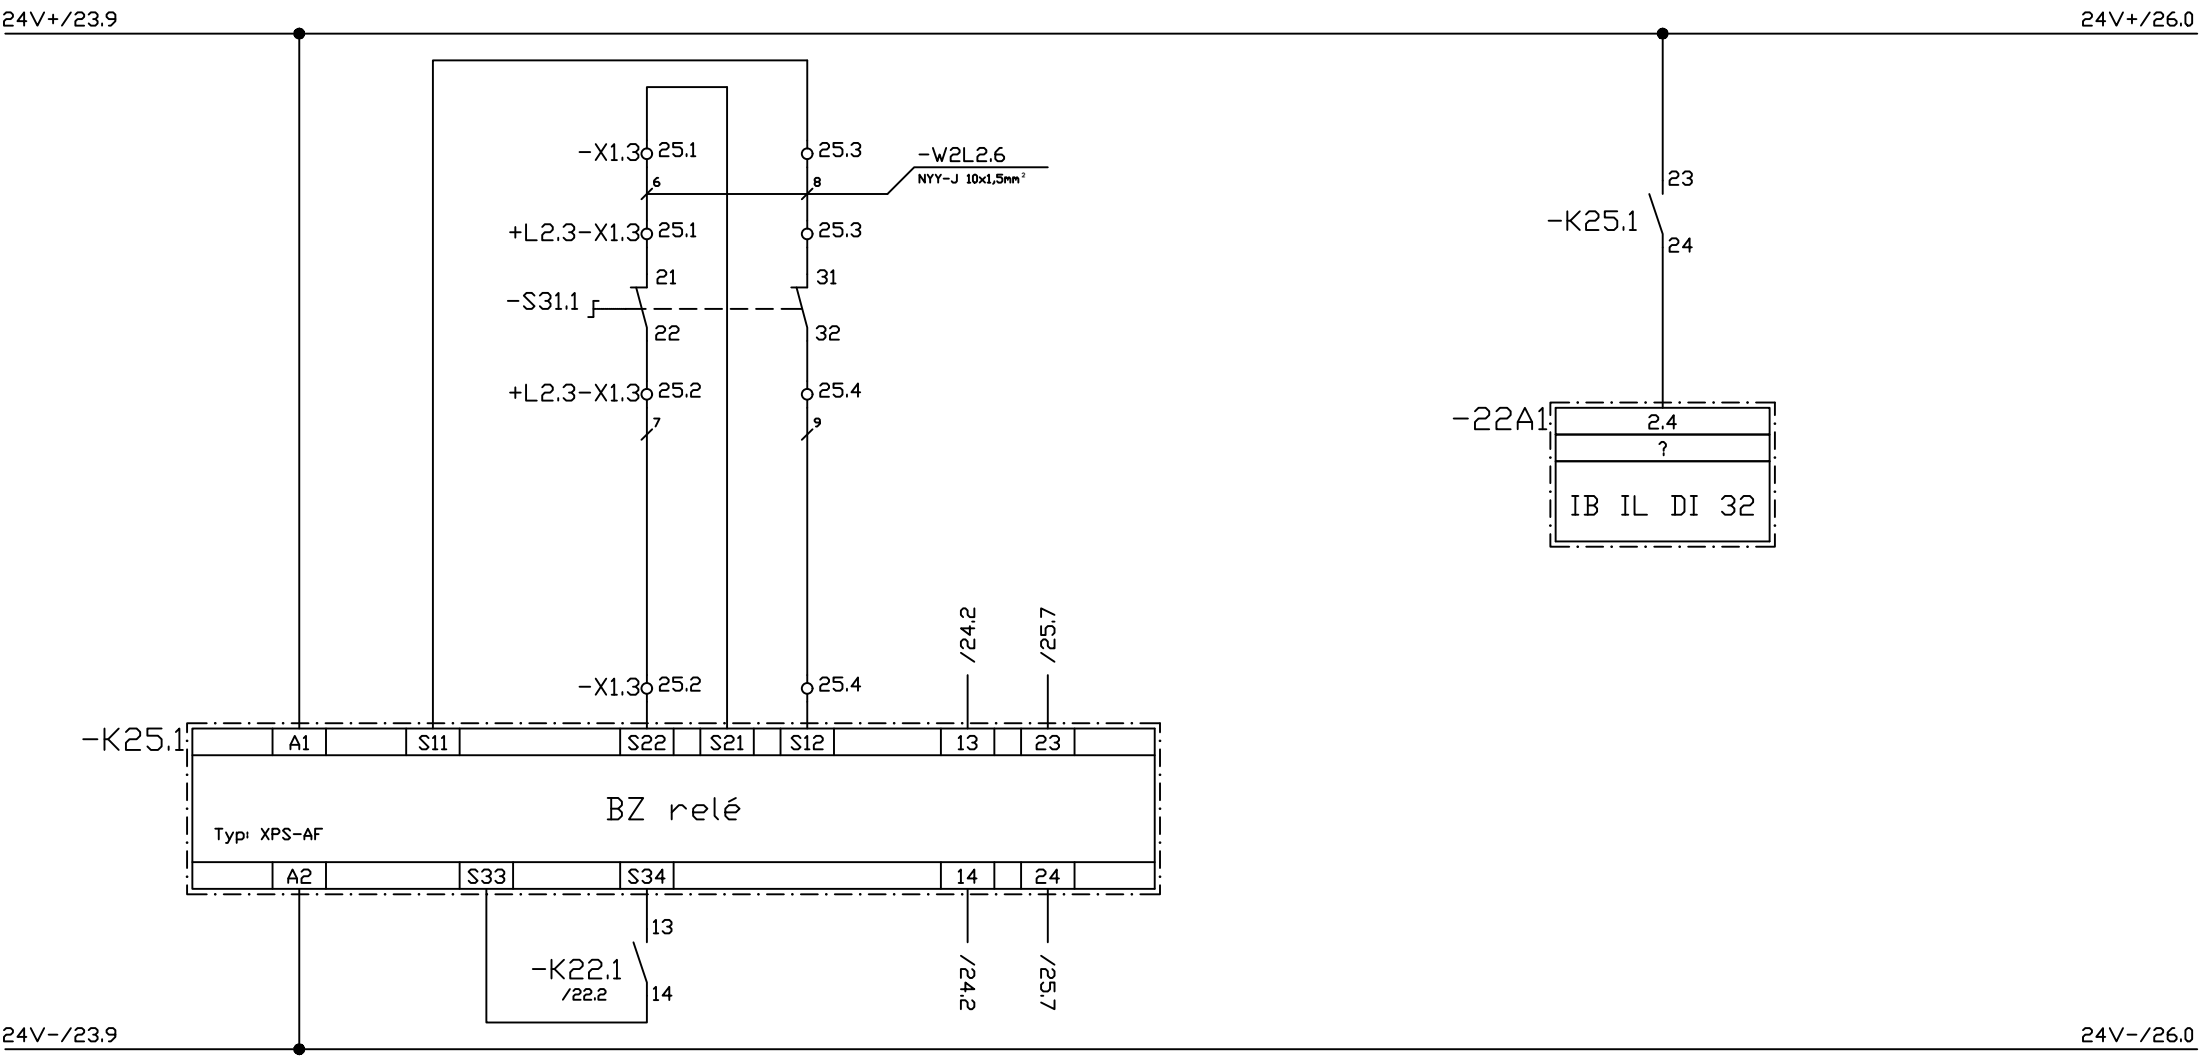 24V+/23.9
24V+/26.0
-X1.3 25.1
25.3
-W2L2.6
NYY-J 10x1,5mm²
6
8
23
-K25.1
24
+L2.3-X1.3 25.1
25.3
21
31
-S31.1
22
32
+L2.3-X1.3 25.2
25.4
7
9
-22A1
2.4
?
IB IL DI 32
/24.2
/25.7
-X1.3 25.2
25.4
-K25.1
A1
S11
S22
S21
S12
13
23
BZ relé
Typ: XPS-AF
A2
S33
S34
14
24
13
-K22.1
/22.2
14
/24.2
/25.7
24V-/23.9
24V-/26.0